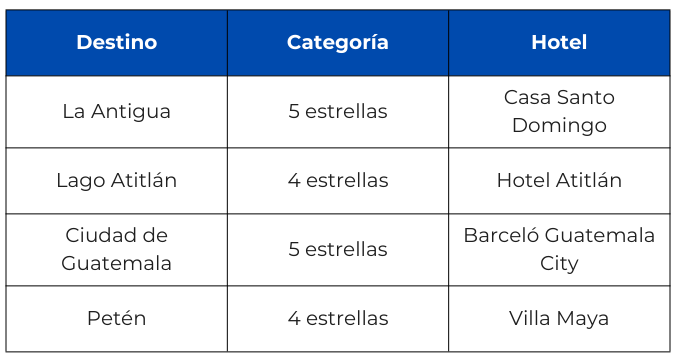 Destino Categoría Hotel
La Antigua 5 estrellas Casa Santo
Domingo
Lago Atitlán 4 estrellas Hotel Atitlán
Ciudad de
Guatemala 5 estrellas Barceló Guatemala
City
Petén 4 estrellas Villa Maya